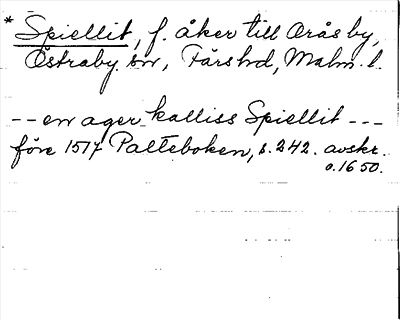 * Spiellit, f. åker till Orås by,
Östraby sn, Färs hd, Malm. l.
-- en ager kalliss Spiellit ---
före 1517 Palteboken, s. 242. avskr.
o. 1650.